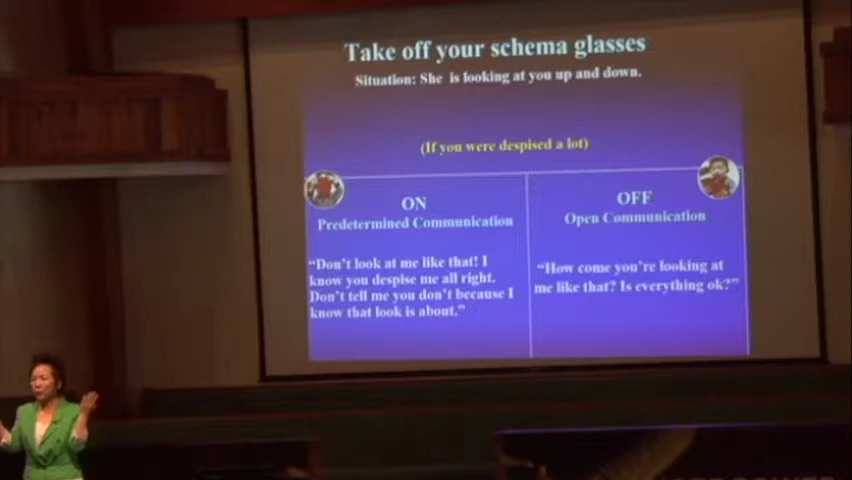 Take off your schema glasses
Situation: She is looking at you up and down.
(If you were despised a lot)
ON
Predetermined Communication
"Don't look at me like that! I
know you despise me all right.
Don't tell me you don't because I
know that look is about."
OFF
Open Communication
"How come you're looking at
me like that? Is everything ok?"